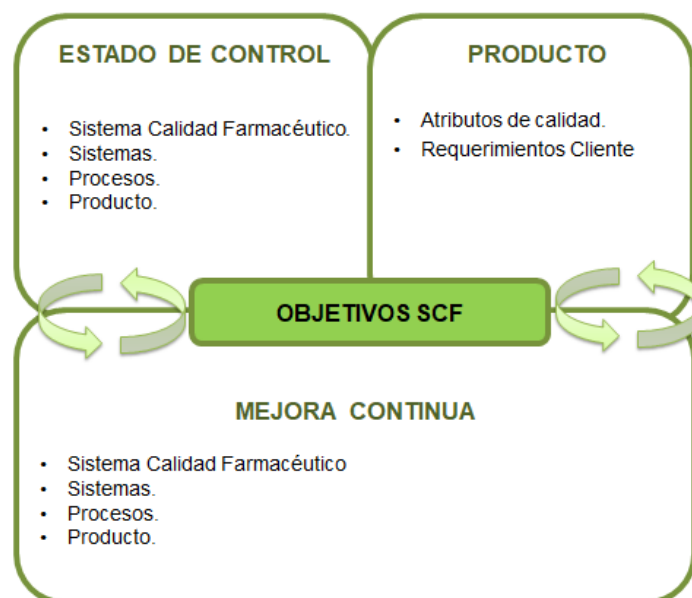 ESTADO DE CONTROL
• Sistema Calidad Farmacéutico.
• Sistemas.
• Procesos.
• Producto.
PRODUCTO
• Atributos de calidad.
• Requerimientos Cliente
OBJETIVOS SCF
MEJORA CONTINUA
• Sistema Calidad Farmacéutico
• Sistemas.
• Procesos.
• Producto.